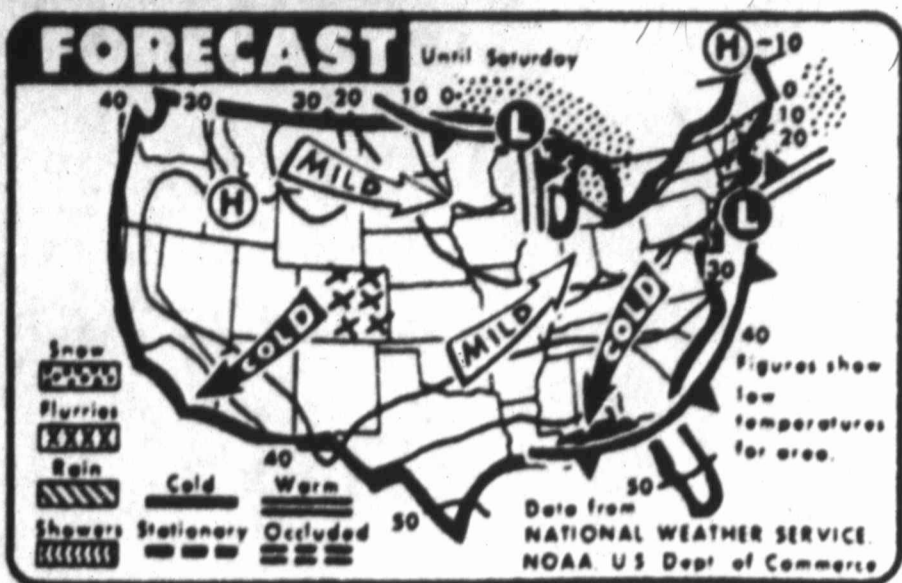 FORECAST
Until Saturday
H -10
40 30 30 20 10 0
L
0
10
20
MILD
H
L
30
COLD
MILD
COLD
40
Figures show
low
temperatures
for area.
Snow
Flurries
XXXX
Rain
Showers
40
Cold Warm
Stationary Occluded
50
50
Data from
NATIONAL WEATHER SERVICE.
NOAA. US Dept of Commerce